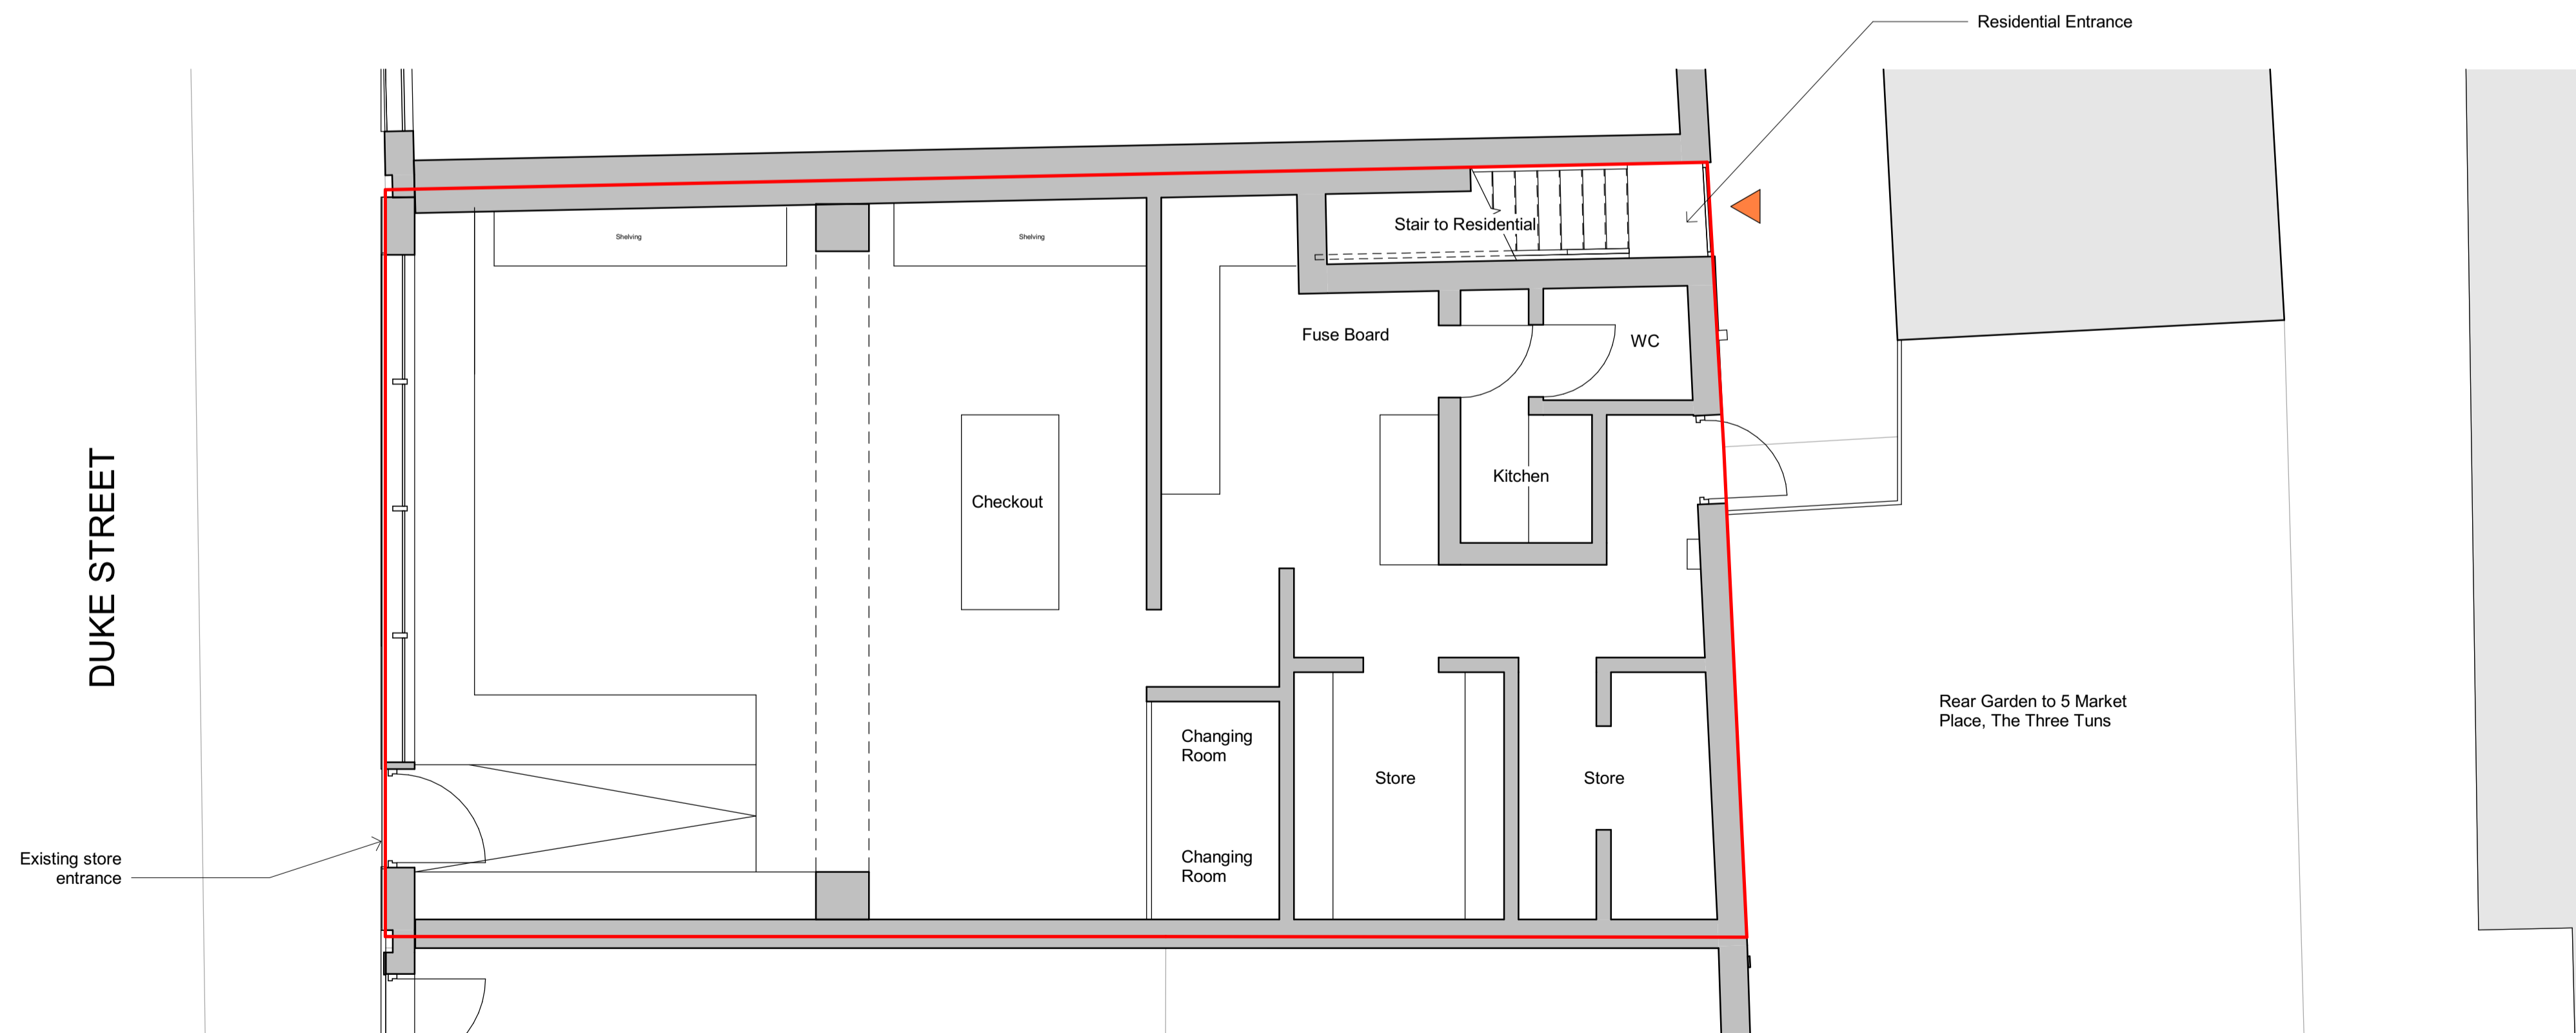 Residential Entrance
Stair to Residential
Shelving
Shelving
Fuse Board
WC
Kitchen
Checkout
DUKE STREET
Rear Garden to 5 Market
Place, The Three Tuns
Changing
Room
Store
Store
Existing store
entrance
Changing
Room